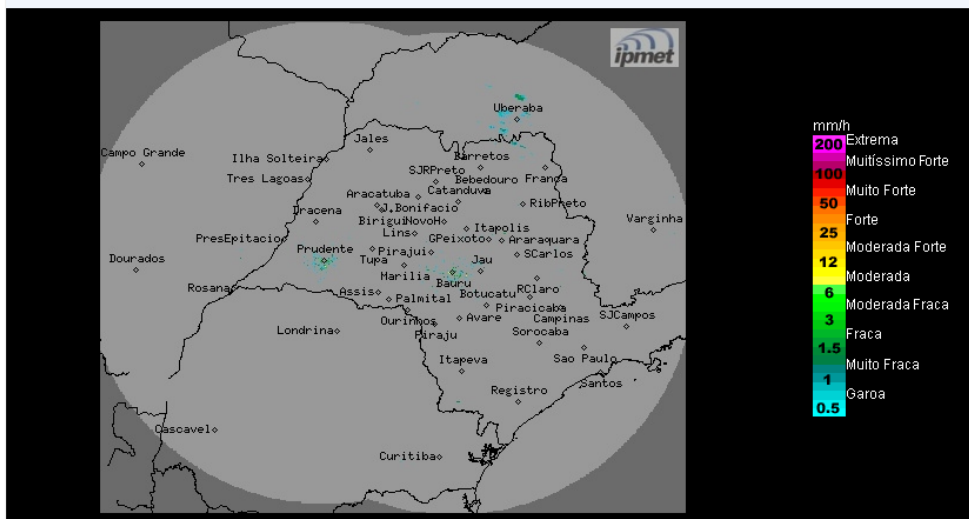 ipmet
Uberaba
Jales
Campo Grande
Ilha Solteira
Barretos
SJRPreto
Tres Lagoas
Bebedouro
Franca
Catanduva
Aracatuba
J.Bonifacio
RibPreto
Dracena
Birigui
NovoH
Varginha
Lins
Itapolis
PresEpitacio
GPeixoto
Araraquara
Prudente
Pirajui
SCarlos
Tupa
Dourados
Marilia
Jau
Bauru
Rosana
Assis
Botucatu
RClaro
Palmital
Piracicaba
Ourinhos
Avare
Campinas
SJCampos
Londrina
Piraju
Sorocaba
Itapeva
Sao Paulo
Santos
Registro
Cascavel
Curitiba
mm/h
200 Extrema
Muitíssimo Forte
100
Muito Forte
50
Forte
25
Moderada Forte
12
Moderada
6
Moderada Fraca
3
Fraca
1.5
Muito Fraca
1
Garoa
0.5